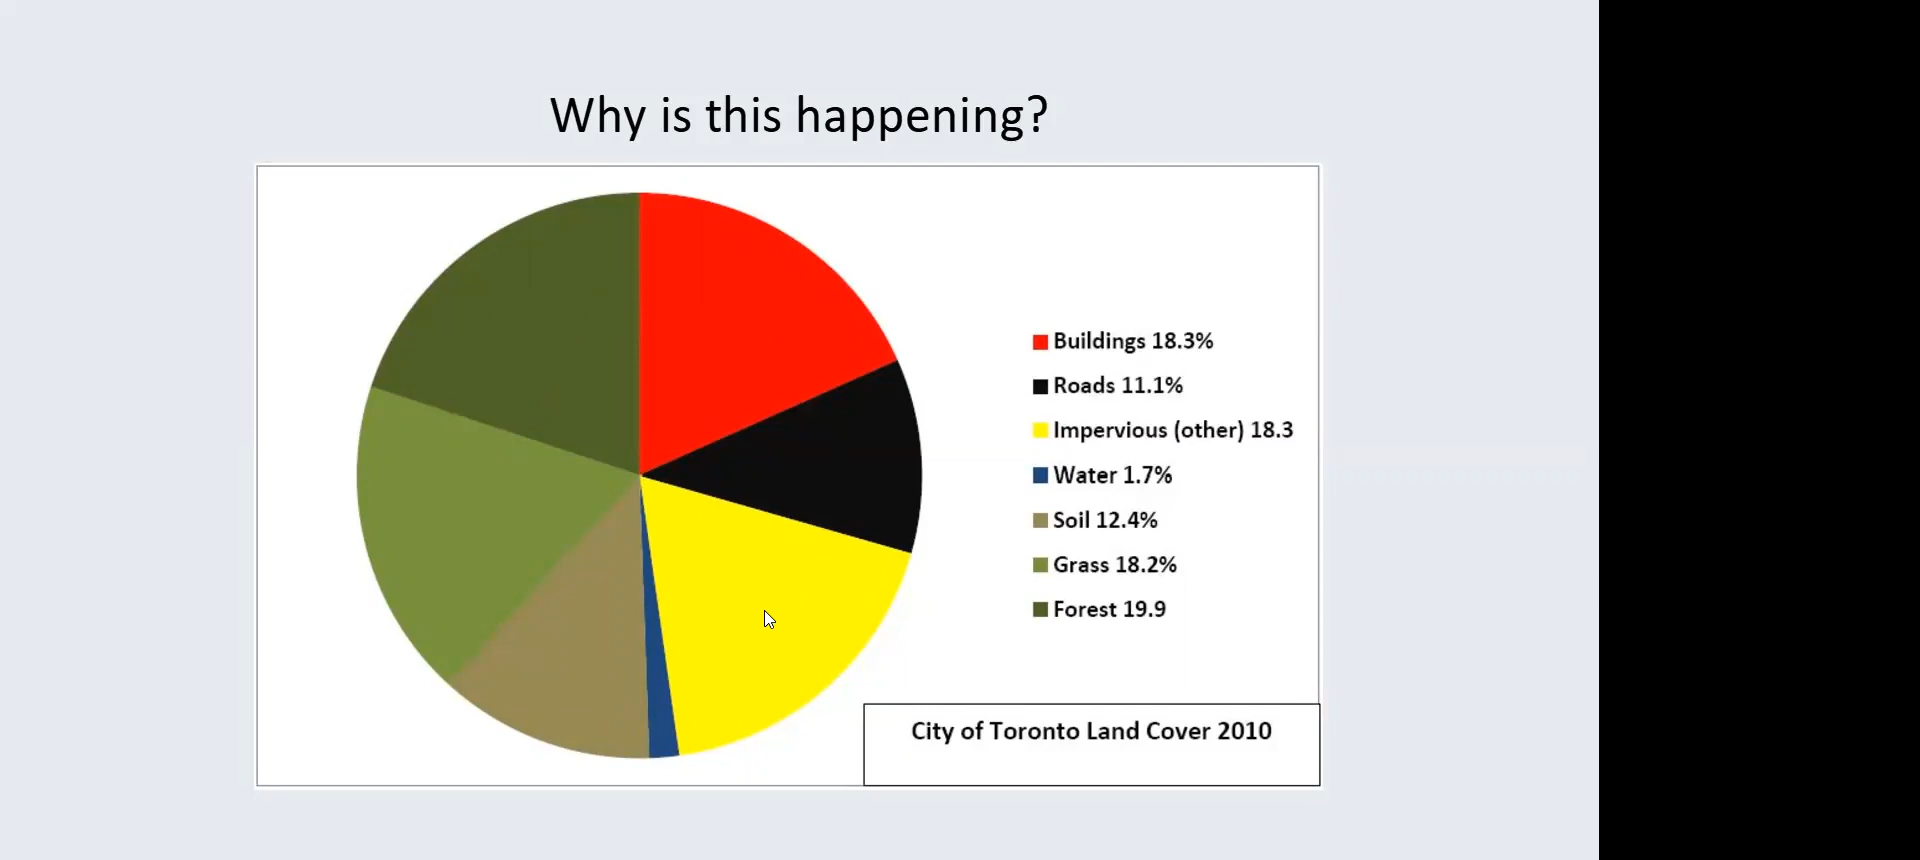 Why is this happening?
Buildings 18.3%
Roads 11.1%
Impervious (other) 18.3
Water 1.7%
Soil 12.4%
Grass 18.2%
Forest 19.9
City of Toronto Land Cover 2010